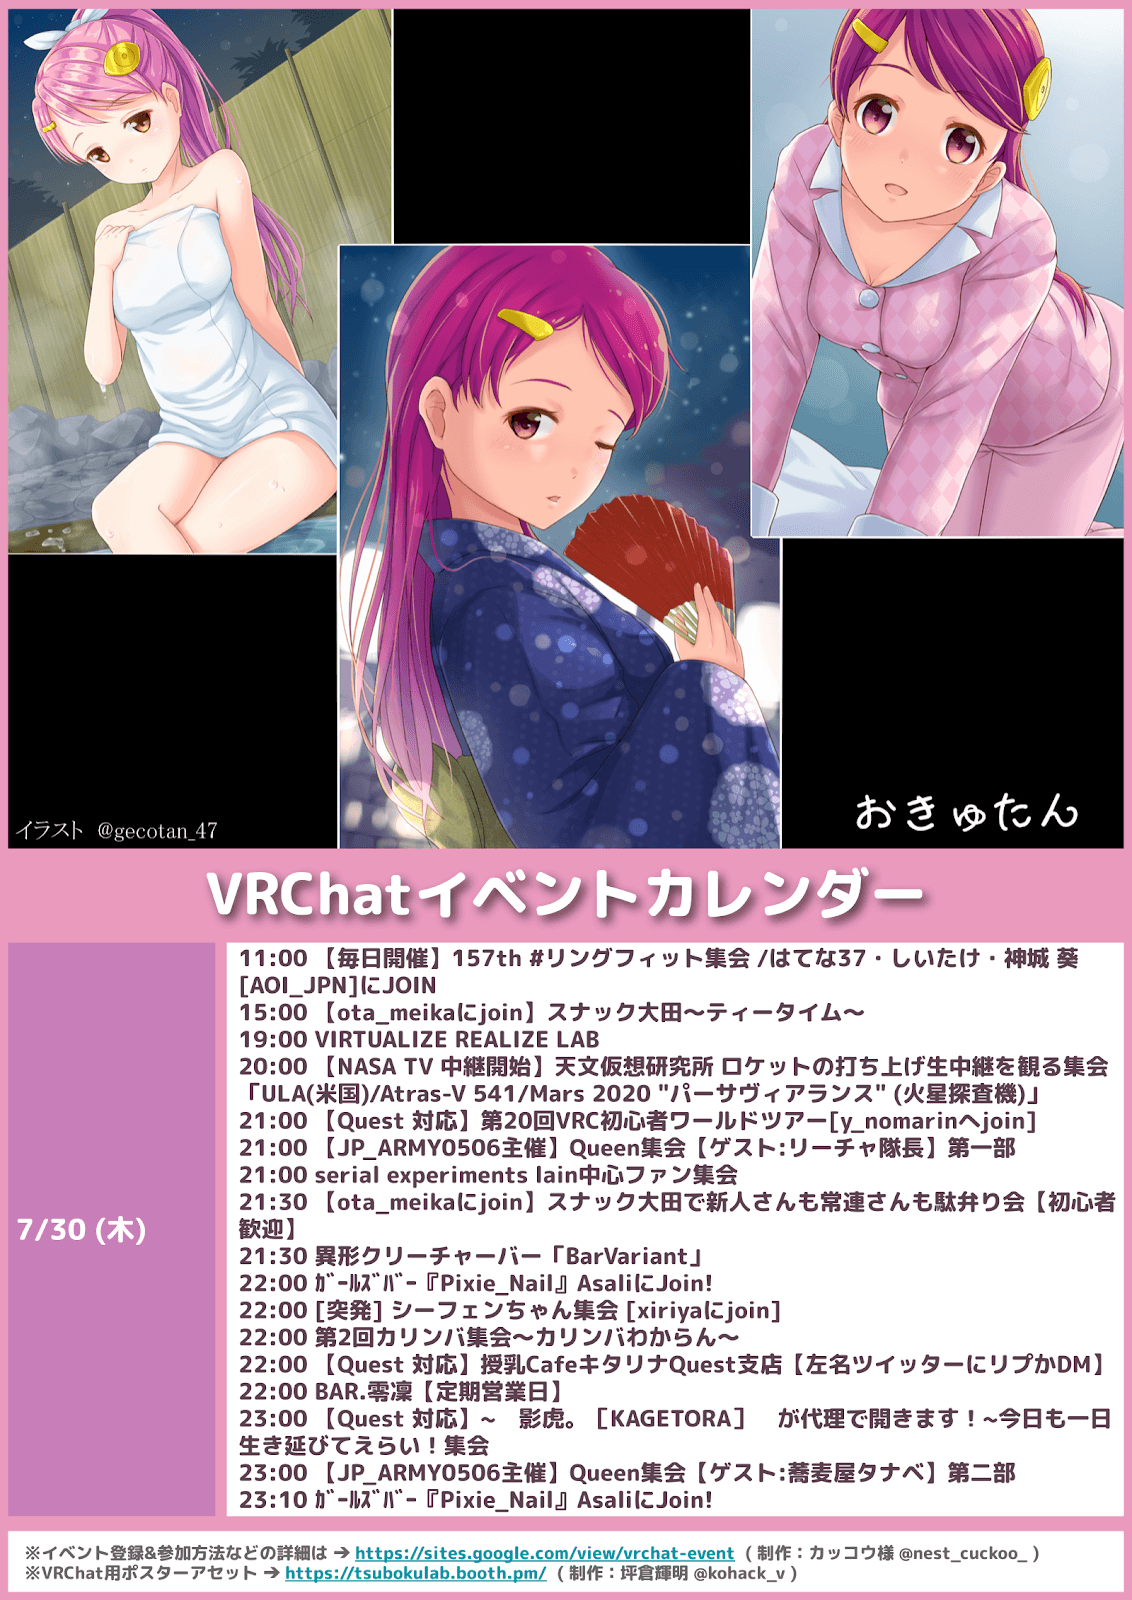 イラスト @gecotan_47
おきゅたん
VRChatイベントカレンダー
7/30 (木)
11:00 【毎日開催】157th #リングフィット集会 /はてな37・しいたけ・神城 葵
[AOI_JPN]にJOIN
15:00 【ota_meikaにjoin】スナック大田～ティータイム～
19:00 VIRTUALIZE REALIZE LAB
20:00 【NASA TV 中継開始】天文仮想研究所 ロケットの打ち上げ生中継を観る集会
「ULA(米国)/Atras-V 541/Mars 2020 "パーサヴィアランス" (火星探査機)」
21:00 【Quest 対応】第20回VRC初心者ワールドツアー[y_nomarinへjoin]
21:00 【JP_ARMY0506主催】Queen集会【ゲスト:リーチャ隊長】第一部
21:00 serial experiments lain中心ファン集会
21:30 【ota_meikaにjoin】スナック大田で新人さんも常連さんも駄弁り会【初心者
歓迎】
21:30 異形クリーチャーバー「BarVariant」
22:00 ｶﾞｰﾙｽﾞﾊﾞｰ『Pixie_Nail』AsaliにJoin!
22:00 [突発] シーフェンちゃん集会 [xiriyaにjoin]
22:00 第2回カリンバ集会～カリンバわからん～
22:00 【Quest 対応】授乳CafeキタリナQuest支店【左名ツイッターにリプかDM】
22:00 BAR.零凜【定期営業日】
23:00 【Quest 対応】~　影虎。［KAGETORA］　が代理で開きます！~今日も一日
生き延びてえらい！集会
23:00 【JP_ARMY0506主催】Queen集会【ゲスト:蕎麦屋タナベ】第二部
23:10 ｶﾞｰﾙｽﾞﾊﾞｰ『Pixie_Nail』AsaliにJoin!
※イベント登録&参加方法などの詳細は → https://sites.google.com/view/vrchat-event ( 制作：カッコウ様 @nest_cuckoo_ )
※VRChat用ポスターアセット → https://tsubokulab.booth.pm/ ( 制作：坪倉輝明 @kohack_v )